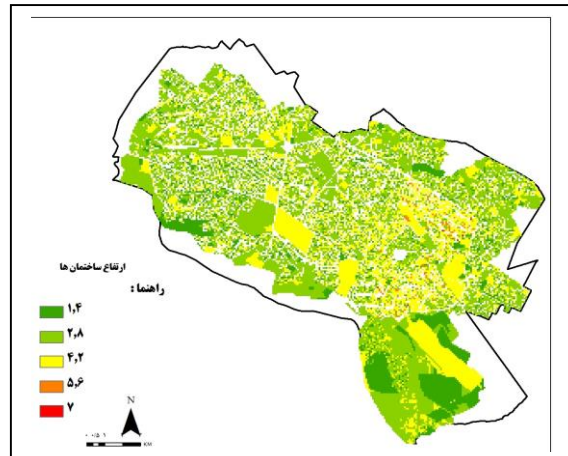 ارتفاع ساختمان ها
راهنما :
۱,۴
۲,۸
۴,۲
۵,۶
۷
N
KM